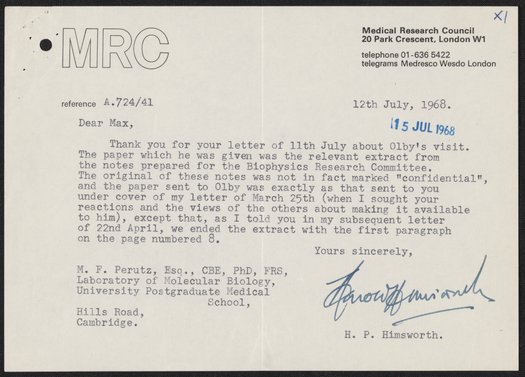 XI
MRC
Medical Research Council
20 Park Crescent, London W1
telephone 01-636 5422
telegrams Medresco Wesdo London
reference A.724/41
12th July, 1968.
15 JUL 1968
Dear Max,
Thank you for your letter of 11th July about Olby's visit.
The paper which he was given was the relevant extract from
the notes prepared for the Biophysics Research Committee.
The original of these notes was not in fact marked "confidential",
and the paper sent to Olby was exactly as that sent to you
under cover of my letter of March 25th (when I sought your
reactions and the views of the others about making it available
to him), except that, as I told you in my subsequent letter
of 22nd April, we ended the extract with the first paragraph
on the page numbered 8.
Yours sincerely,
M. F. Perutz, Esq., CBE, PhD, FRS,
Laboratory of Molecular Biology,
University Postgraduate Medical
School,
Hills Road,
Cambridge.
Harold Himsworth
H. P. Himsworth.